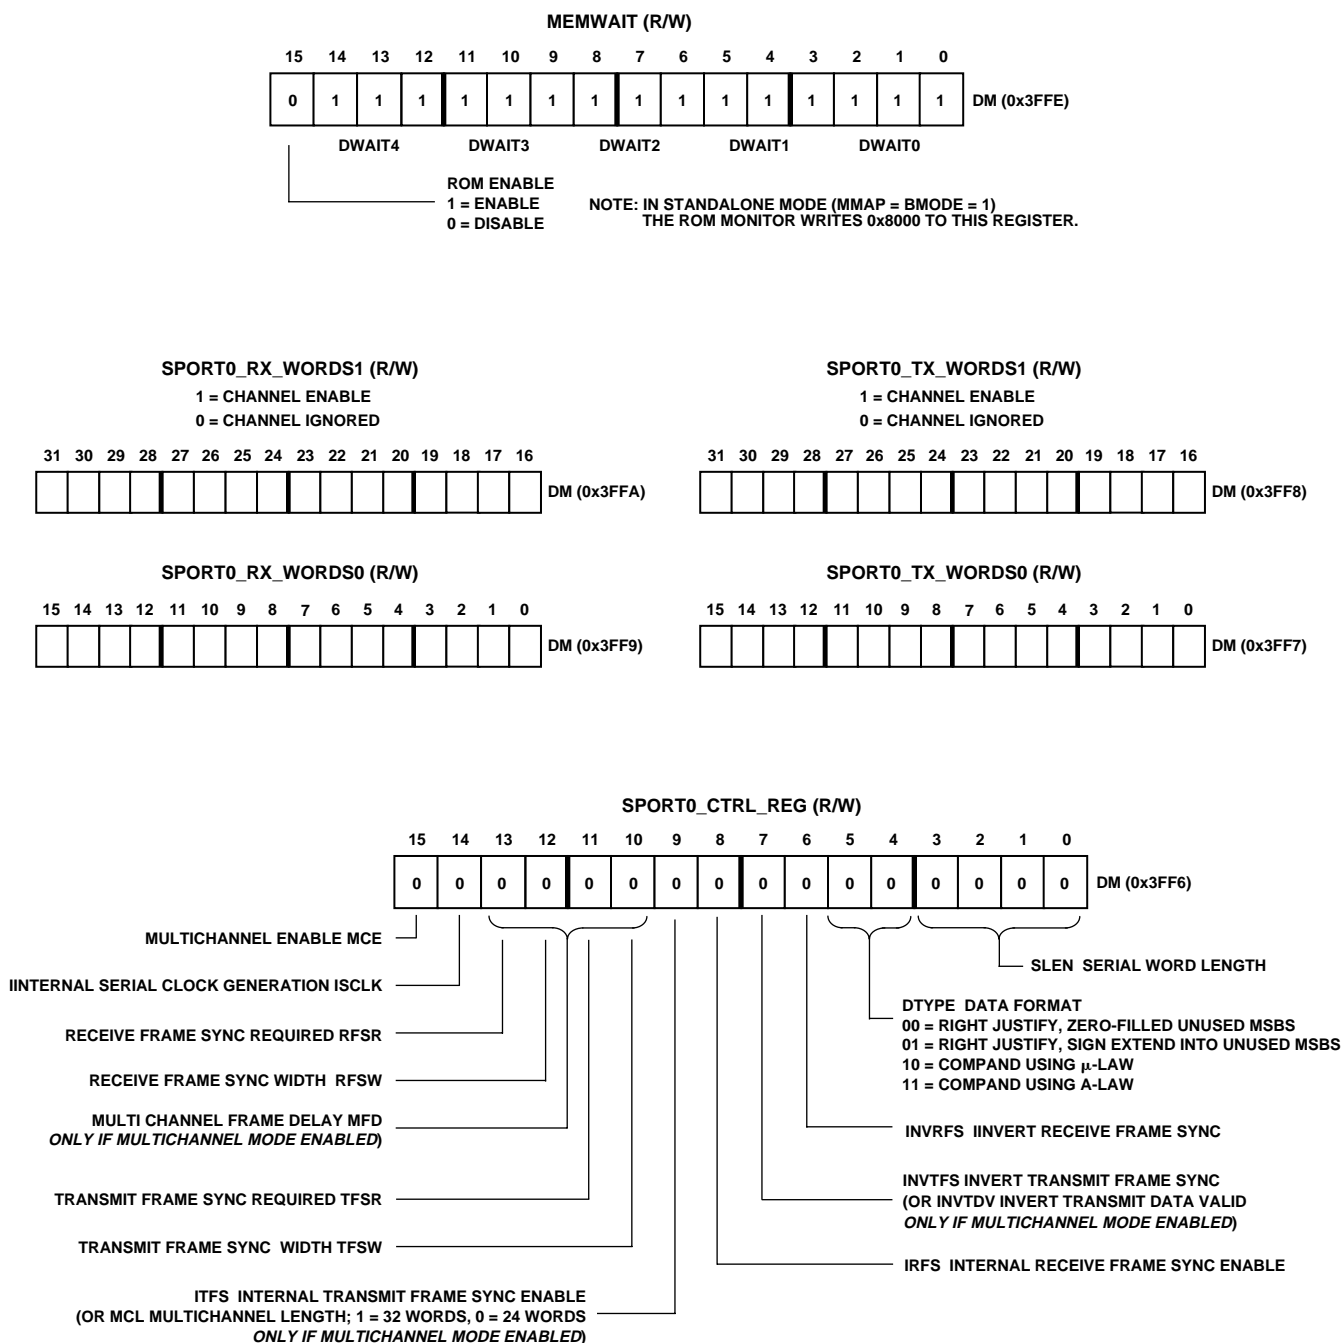 MEMWAIT (R/W)
15 14 13 12 11 10 9 8 7 6 5 4 3 2 1 0
0 1 1 1 1 1 1 1 1 1 1 1 1 1 1 1 DM (0x3FFE)
DWAIT4 DWAIT3 DWAIT2 DWAIT1 DWAIT0
ROM ENABLE
1 = ENABLE
0 = DISABLE
NOTE: IN STANDALONE MODE (MMAP = BMODE = 1)
THE ROM MONITOR WRITES 0x8000 TO THIS REGISTER.
SPORT0_RX_WORDS1 (R/W)
1 = CHANNEL ENABLE
0 = CHANNEL IGNORED
31 30 29 28 27 26 25 24 23 22 21 20 19 18 17 16
DM (0x3FFA)
SPORT0_TX_WORDS1 (R/W)
1 = CHANNEL ENABLE
0 = CHANNEL IGNORED
31 30 29 28 27 26 25 24 23 22 21 20 19 18 17 16
DM (0x3FF8)
SPORT0_RX_WORDS0 (R/W)
15 14 13 12 11 10 9 8 7 6 5 4 3 2 1 0
DM (0x3FF9)
SPORT0_TX_WORDS0 (R/W)
15 14 13 12 11 10 9 8 7 6 5 4 3 2 1 0
DM (0x3FF7)
SPORT0_CTRL_REG (R/W)
15 14 13 12 11 10 9 8 7 6 5 4 3 2 1 0
0 0 0 0 0 0 0 0 0 0 0 0 0 0 0 0 DM (0x3FF6)
MULTICHANNEL ENABLE MCE
IINTERNAL SERIAL CLOCK GENERATION ISCLK
RECEIVE FRAME SYNC REQUIRED RFSR
RECEIVE FRAME SYNC WIDTH RFSW
MULTI CHANNEL FRAME DELAY MFD
ONLY IF MULTICHANNEL MODE ENABLED)
TRANSMIT FRAME SYNC REQUIRED TFSR
TRANSMIT FRAME SYNC WIDTH TFSW
ITFS INTERNAL TRANSMIT FRAME SYNC ENABLE
(OR MCL MULTICHANNEL LENGTH; 1 = 32 WORDS, 0 = 24 WORDS
ONLY IF MULTICHANNEL MODE ENABLED)
SLEN SERIAL WORD LENGTH
DTYPE DATA FORMAT
00 = RIGHT JUSTIFY, ZERO-FILLED UNUSED MSBS
01 = RIGHT JUSTIFY, SIGN EXTEND INTO UNUSED MSBS
10 = COMPAND USING μ-LAW
11 = COMPAND USING A-LAW
INVRFS IINVERT RECEIVE FRAME SYNC
INVTFS INVERT TRANSMIT FRAME SYNC
(OR INVTDV INVERT TRANSMIT DATA VALID
ONLY IF MULTICHANNEL MODE ENABLED)
IRFS INTERNAL RECEIVE FRAME SYNC ENABLE